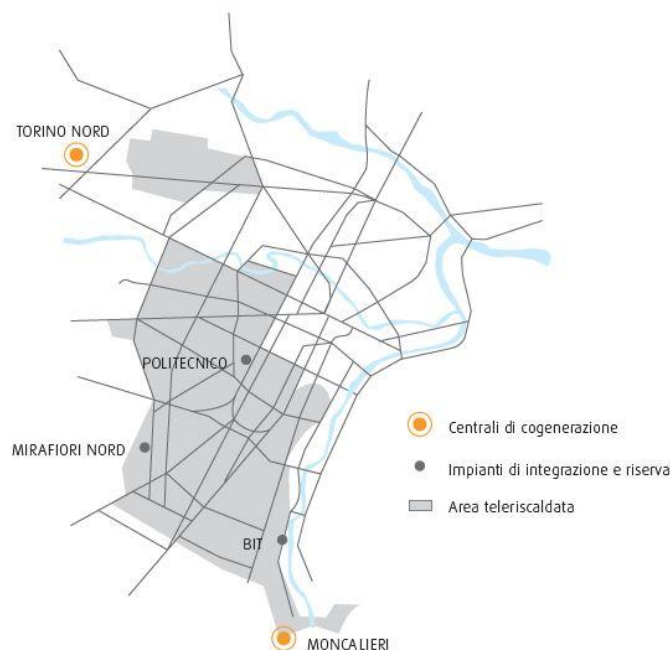 TORINO NORD
POLITECNICO
MIRAFIORI NORD
BIT
MONCALIERI
Centrali di cogenerazione
Impianti di integrazione e riserva
Area teleriscaldata